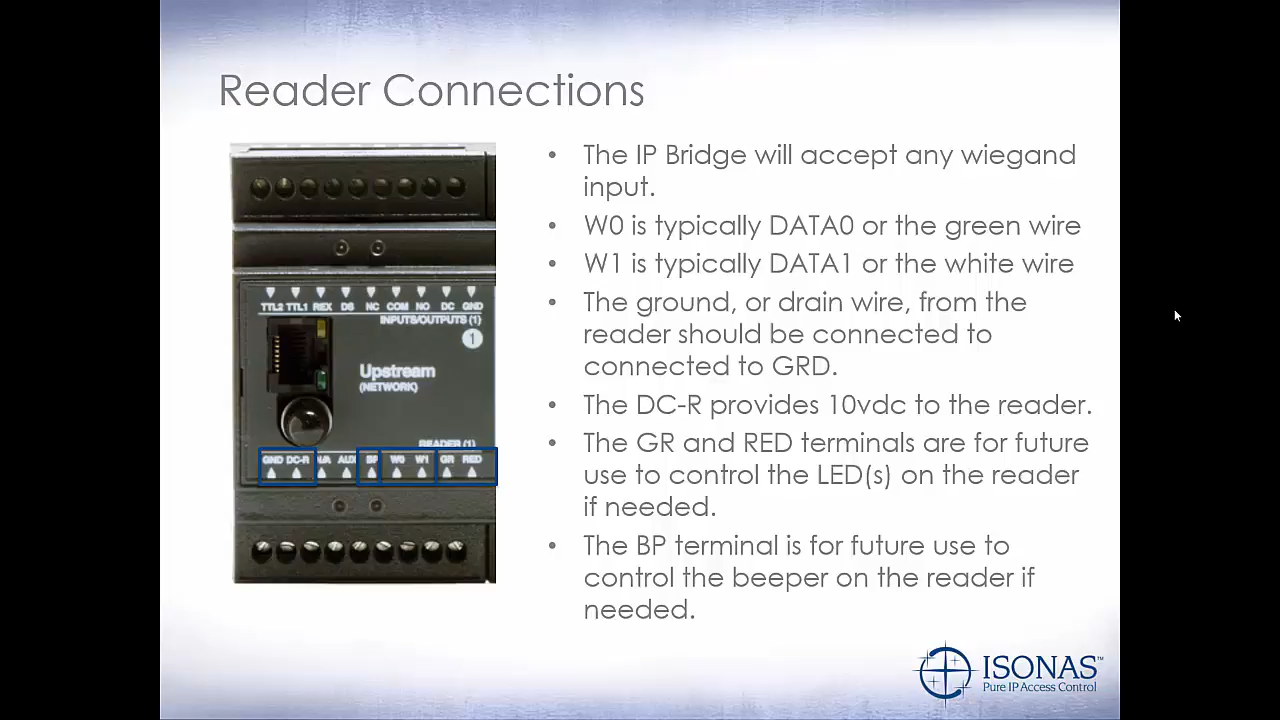 Reader Connections
• The IP Bridge will accept any wiegand
input.
• W0 is typically DATA0 or the green wire
• W1 is typically DATA1 or the white wire
• The ground, or drain wire, from the
reader should be connected to
connected to GRD.
• The DC-R provides 10vdc to the reader.
• The GR and RED terminals are for future
use to control the LED(s) on the reader
if needed.
• The BP terminal is for future use to
control the beeper on the reader if
needed.
TTL2 TTL1 REX DS NC COM NO DC GND
INPUTS/OUTPUTS (1)
1
Upstream
(NETWORK)
READER (1)
GND DC-R AUX BP W0 W1 GR RED
ISONAS™
Pure IP Access Control